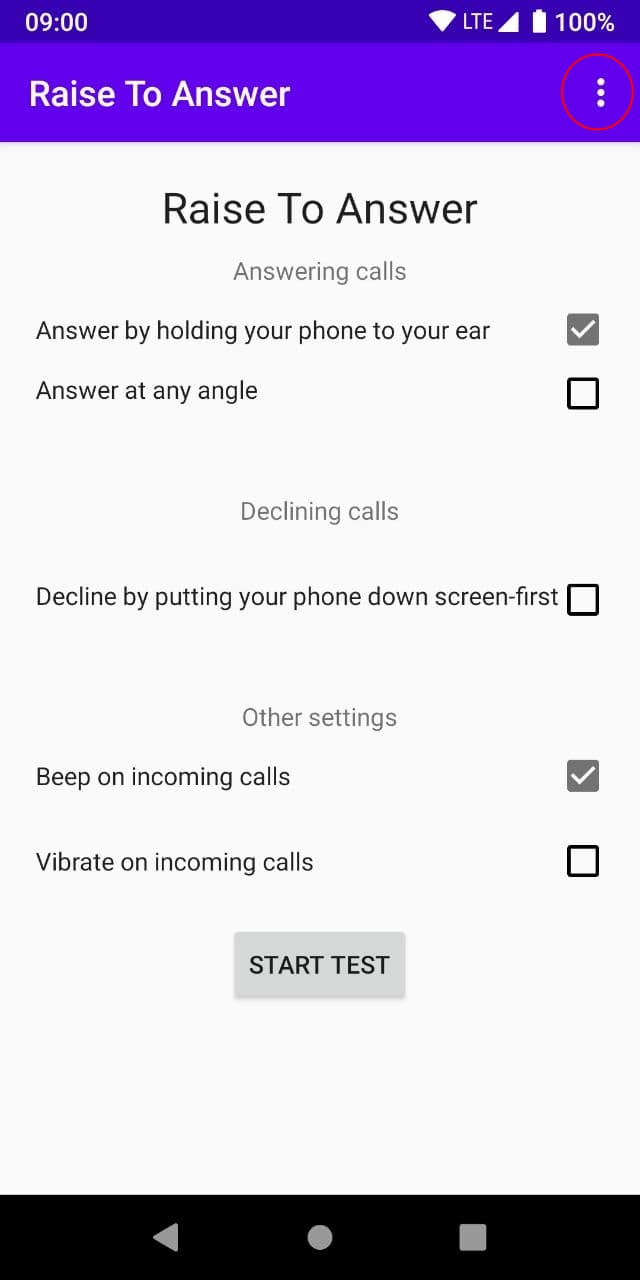 09:00 LTE 100%
Raise To Answer
Raise To Answer
Answering calls
Answer by holding your phone to your ear
Answer at any angle
Declining calls
Decline by putting your phone down screen-first
Other settings
Beep on incoming calls
Vibrate on incoming calls
START TEST